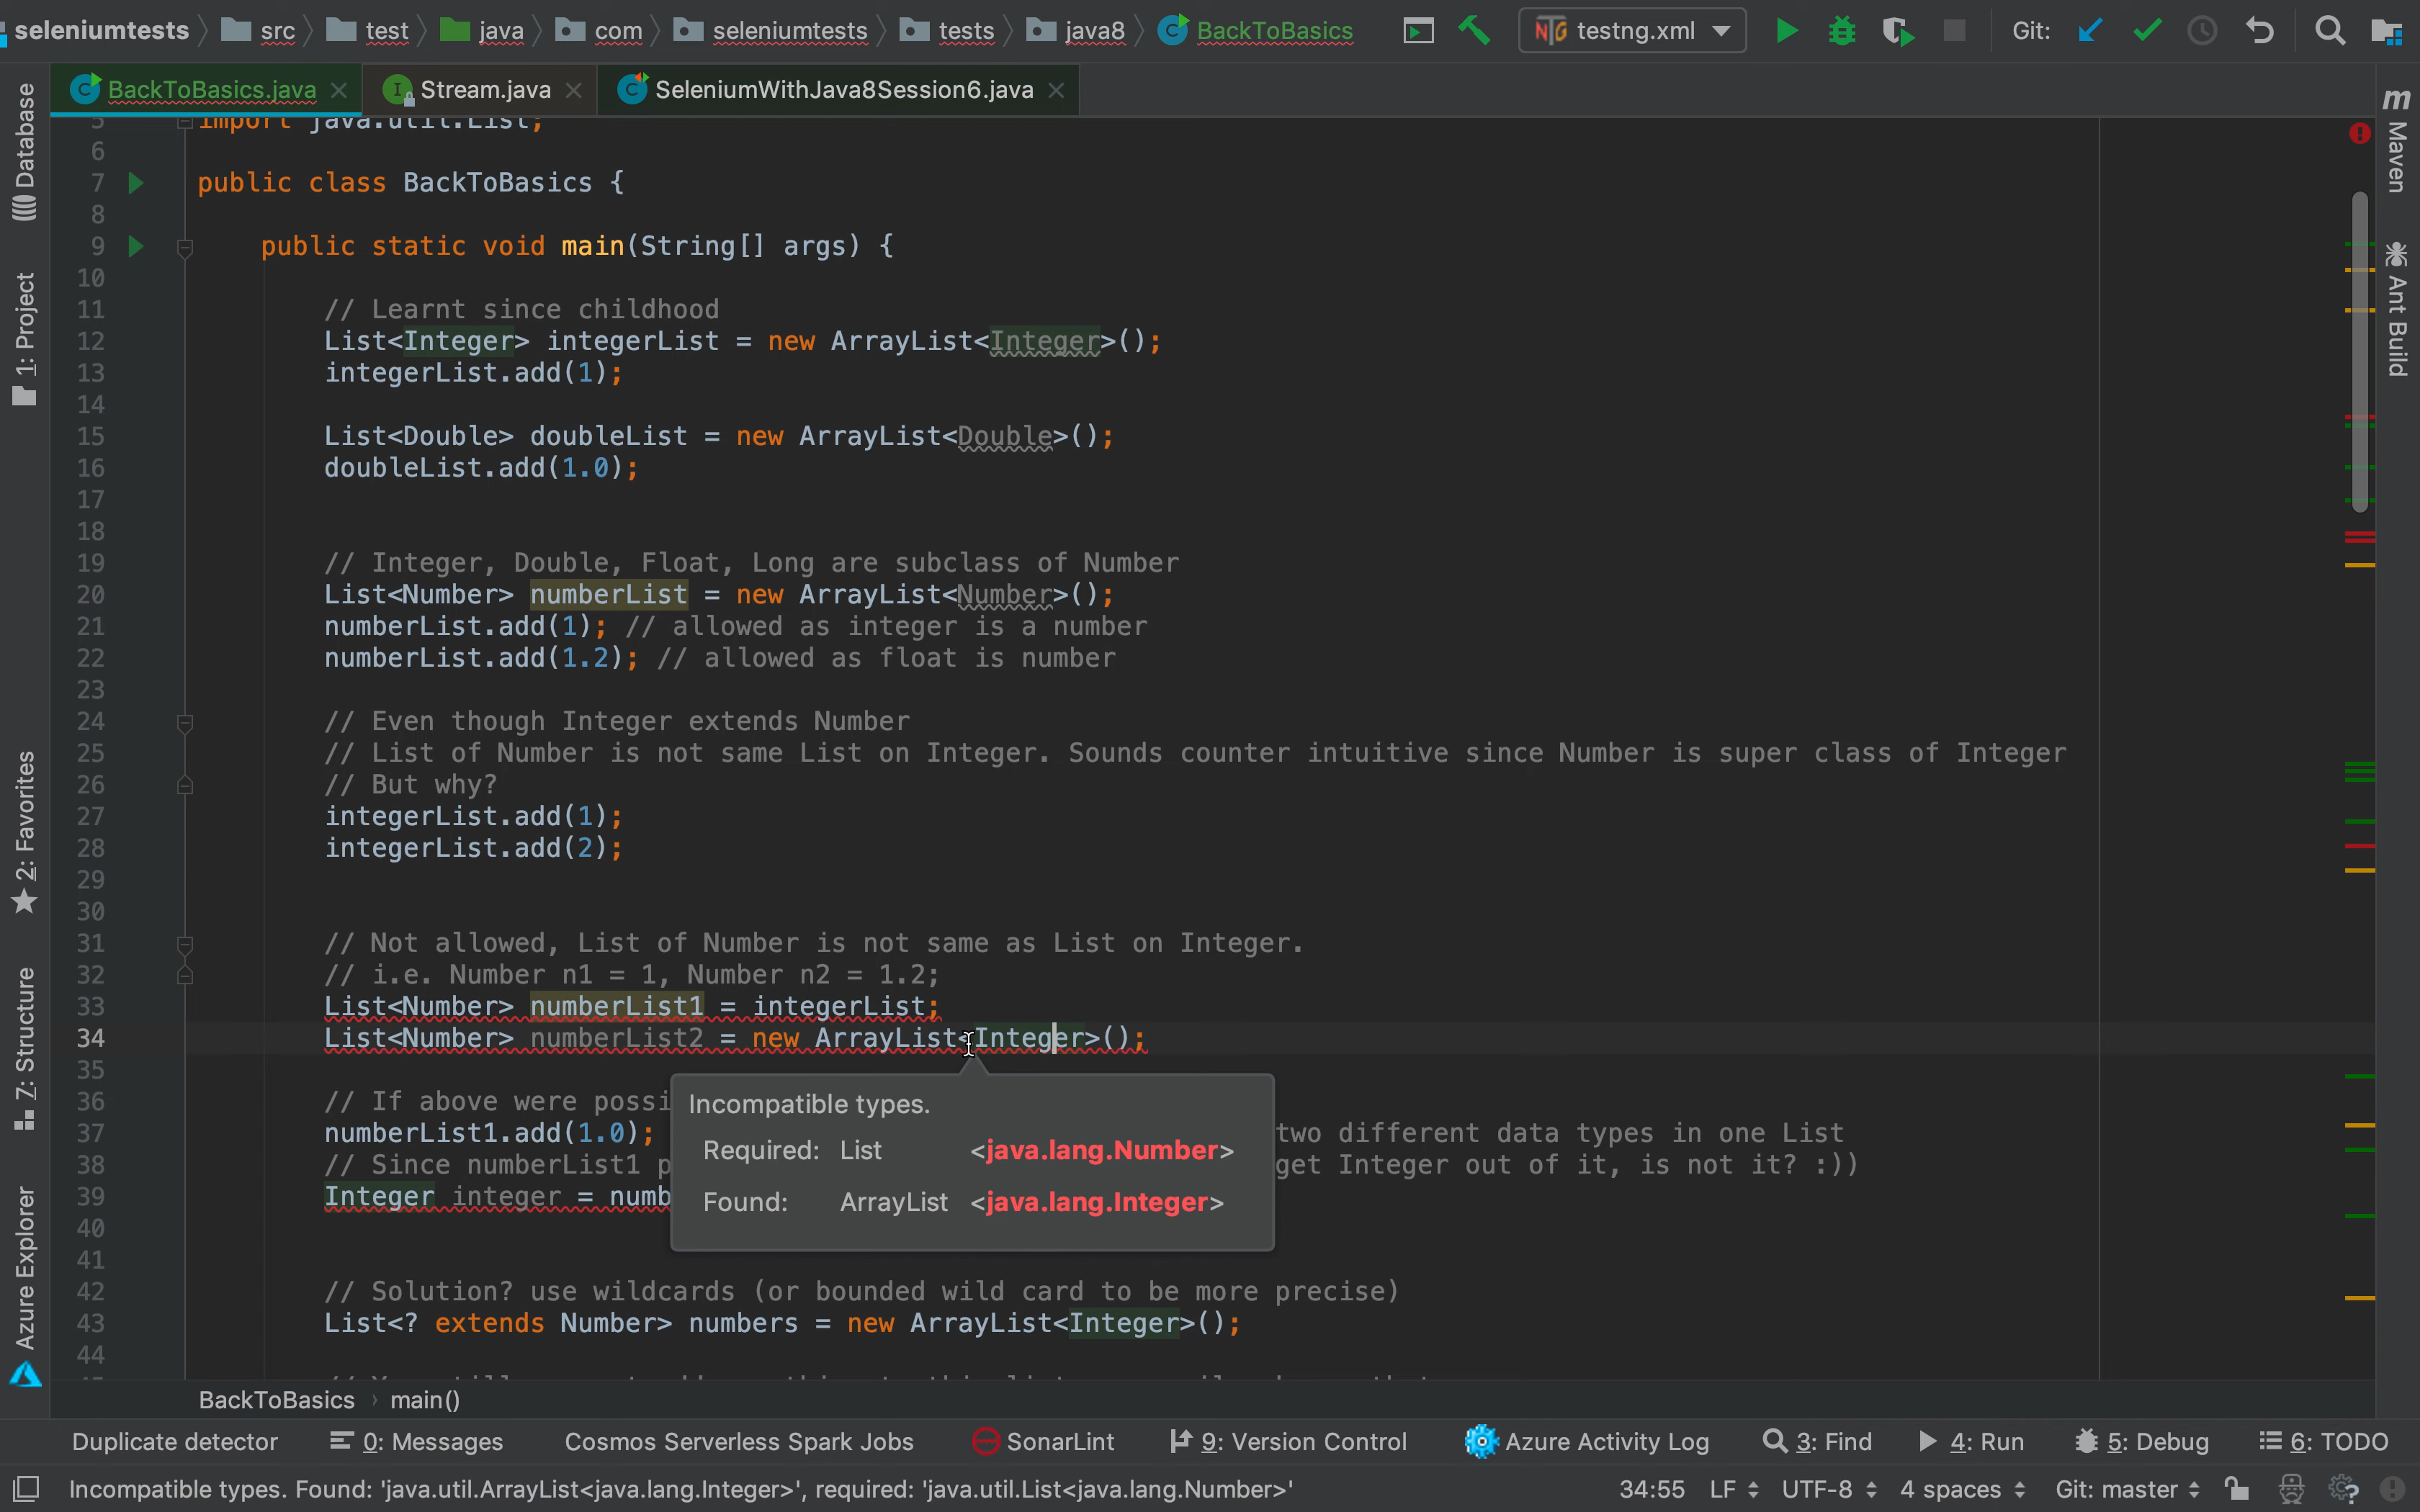 seleniumtests src test java com seleniumtests tests java8 BackToBasics testng.xml Git:
BackToBasics.java Stream.java SeleniumWithJava8Session6.java
5 import java.util.List;
6
7 public class BackToBasics {
8
9 public static void main(String[] args) {
10
11 // Learnt since childhood
12 List<Integer> integerList = new ArrayList<Integer>();
13 integerList.add(1);
14
15 List<Double> doubleList = new ArrayList<Double>();
16 doubleList.add(1.0);
17
18
19 // Integer, Double, Float, Long are subclass of Number
20 List<Number> numberList = new ArrayList<Number>();
21 numberList.add(1); // allowed as integer is a number
22 numberList.add(1.2); // allowed as float is number
23
24 // Even though Integer extends Number
25 // List of Number is not same List on Integer. Sounds counter intuitive since Number is super class of Integer
26 // But why?
27 integerList.add(1);
28 integerList.add(2);
29
30
31 // Not allowed, List of Number is not same as List on Integer.
32 // i.e. Number n1 = 1, Number n2 = 1.2;
33 List<Number> numberList1 = integerList;
34 List<Number> numberList2 = new ArrayList<Integer>();
35
36 // If above were possi
37 numberList1.add(1.0); two different data types in one List
38 // Since numberList1 p get Integer out of it, is not it? :))
39 Integer integer = numb
Incompatible types.
Required: List <java.lang.Number>
Found: ArrayList <java.lang.Integer>
40
41
42 // Solution? use wildcards (or bounded wild card to be more precise)
43 List<? extends Number> numbers = new ArrayList<Integer>();
44
BackToBasics main()
Database
1: Project
2: Favorites
7: Structure
Azure Explorer
m Maven
Ant Build
Duplicate detector 0: Messages Cosmos Serverless Spark Jobs SonarLint 9: Version Control Azure Activity Log 3: Find 4: Run 5: Debug 6: TODO
Incompatible types. Found: 'java.util.ArrayList<java.lang.Integer>', required: 'java.util.List<java.lang.Number>' 34:55 LF UTF-8 4 spaces Git: master